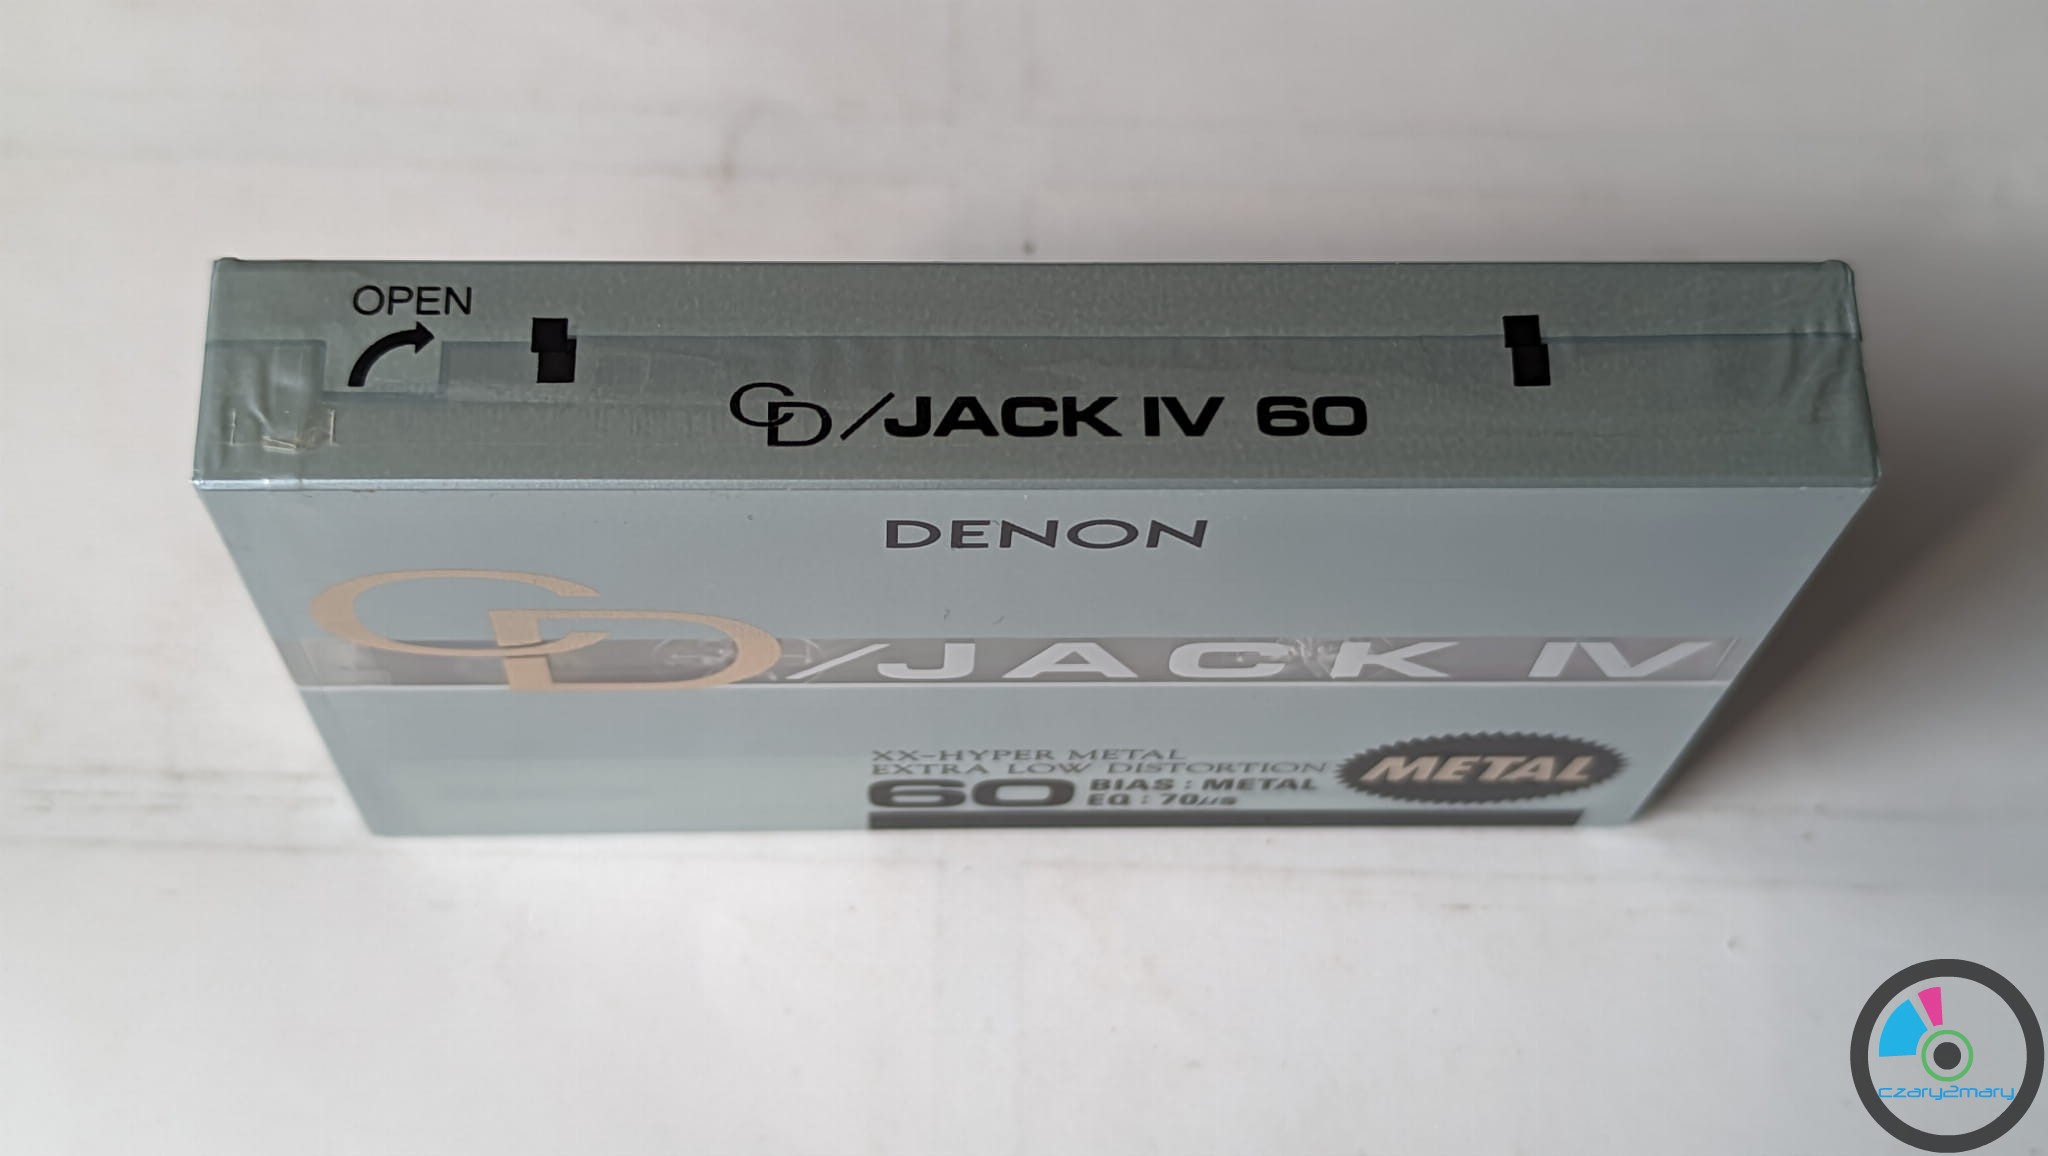 OPEN
CD/JACK IV 60
DENON
CD/JACK IV
XX-HYPER METAL
EXTRA LOW DISTORTION
60 BIAS : METAL
EQ : 70µs
METAL
czary2mary